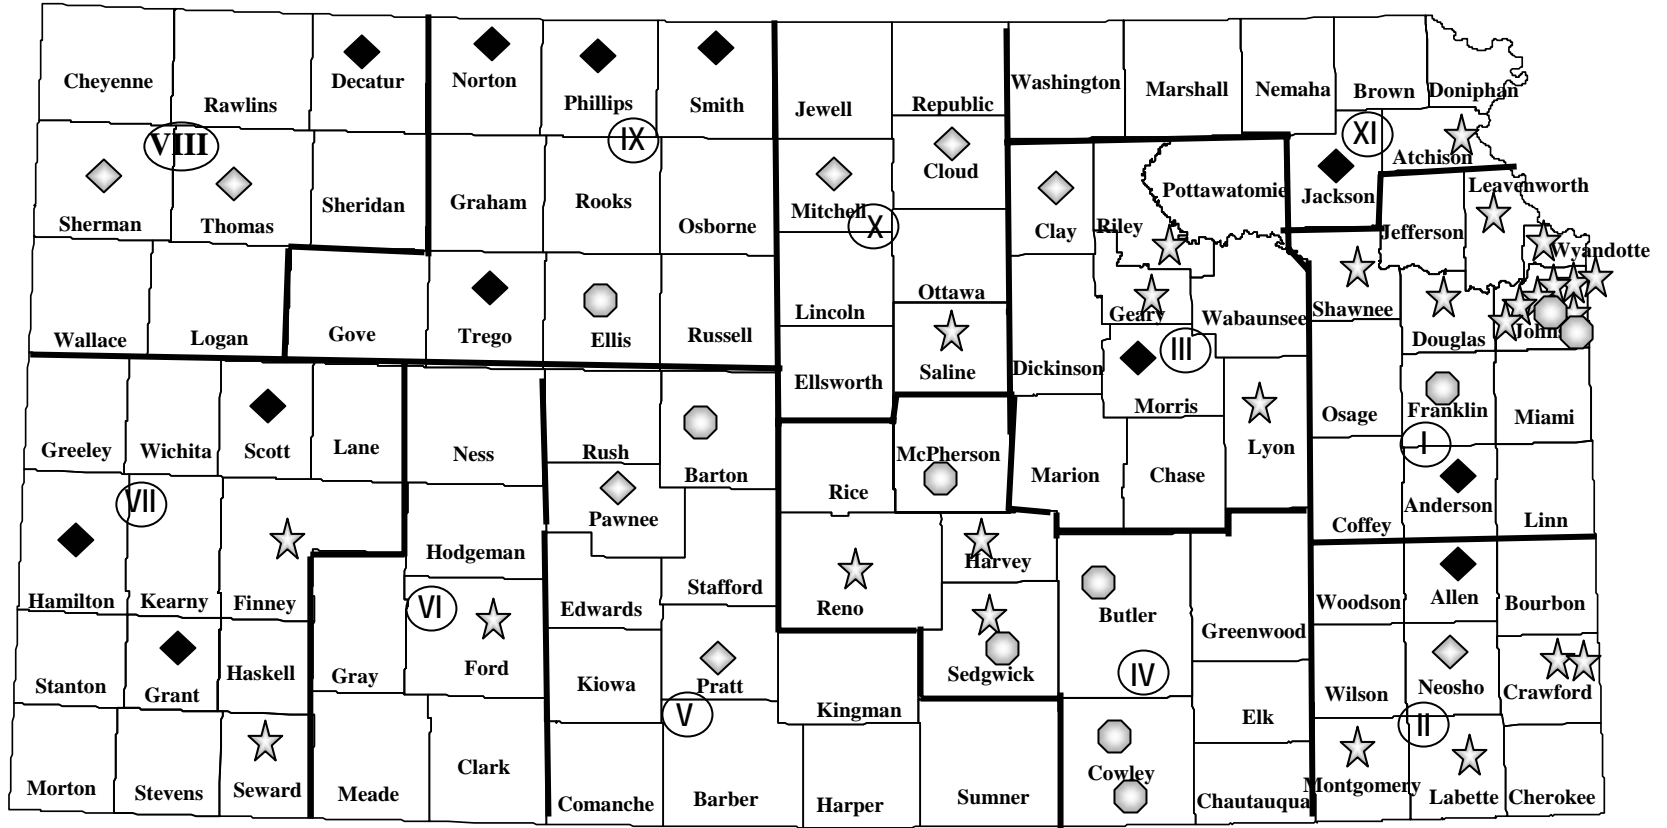 Cheyenne
Rawlins
Decatur
Norton
Phillips
Smith
Jewell
Republic
Washington
Marshall
Nemaha
Brown
Doniphan
VIII
IX
XI
Atchison
Sherman
Thomas
Sheridan
Graham
Rooks
Osborne
Mitchell
X
Cloud
Clay
Riley
Pottawatomie
Jackson
Jefferson
Leavenworth
Wyandotte
Wallace
Logan
Gove
Trego
Ellis
Russell
Lincoln
Ottawa
Saline
Ellsworth
Dickinson
Geary
III
Wabaunsee
Morris
Shawnee
Douglas
Johns
Greeley
Wichita
Scott
Lane
Ness
Rush
Barton
Rice
McPherson
Marion
Chase
Lyon
Osage
Franklin
Miami
I
VII
Pawnee
Coffey
Anderson
Linn
Hamilton
Kearny
Finney
Hodgeman
Edwards
Stafford
Reno
Harvey
Butler
Greenwood
Woodson
Allen
Bourbon
VI
Stanton
Grant
Haskell
Gray
Ford
Kiowa
Pratt
V
Kingman
Sedgwick
IV
Elk
Wilson
Neosho
Crawford
II
Morton
Stevens
Seward
Meade
Clark
Comanche
Barber
Harper
Sumner
Cowley
Chautauqua
Montgomery
Labette
Cherokee